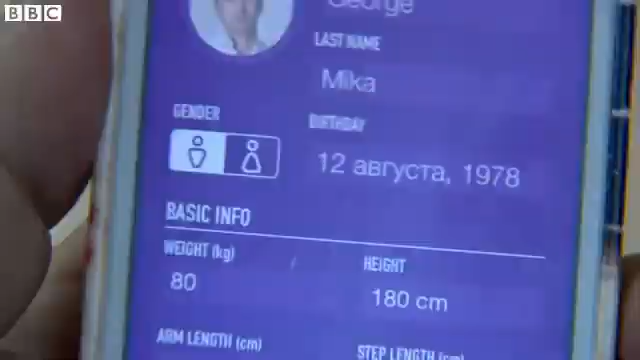 BBC
George
LAST NAME
Mika
GENDER
BIRTHDAY
12 августа, 1978
BASIC INFO
WEIGHT (kg)
HEIGHT
80
180 cm
ARM LENGTH (cm)
STEP LENGTH (cm)